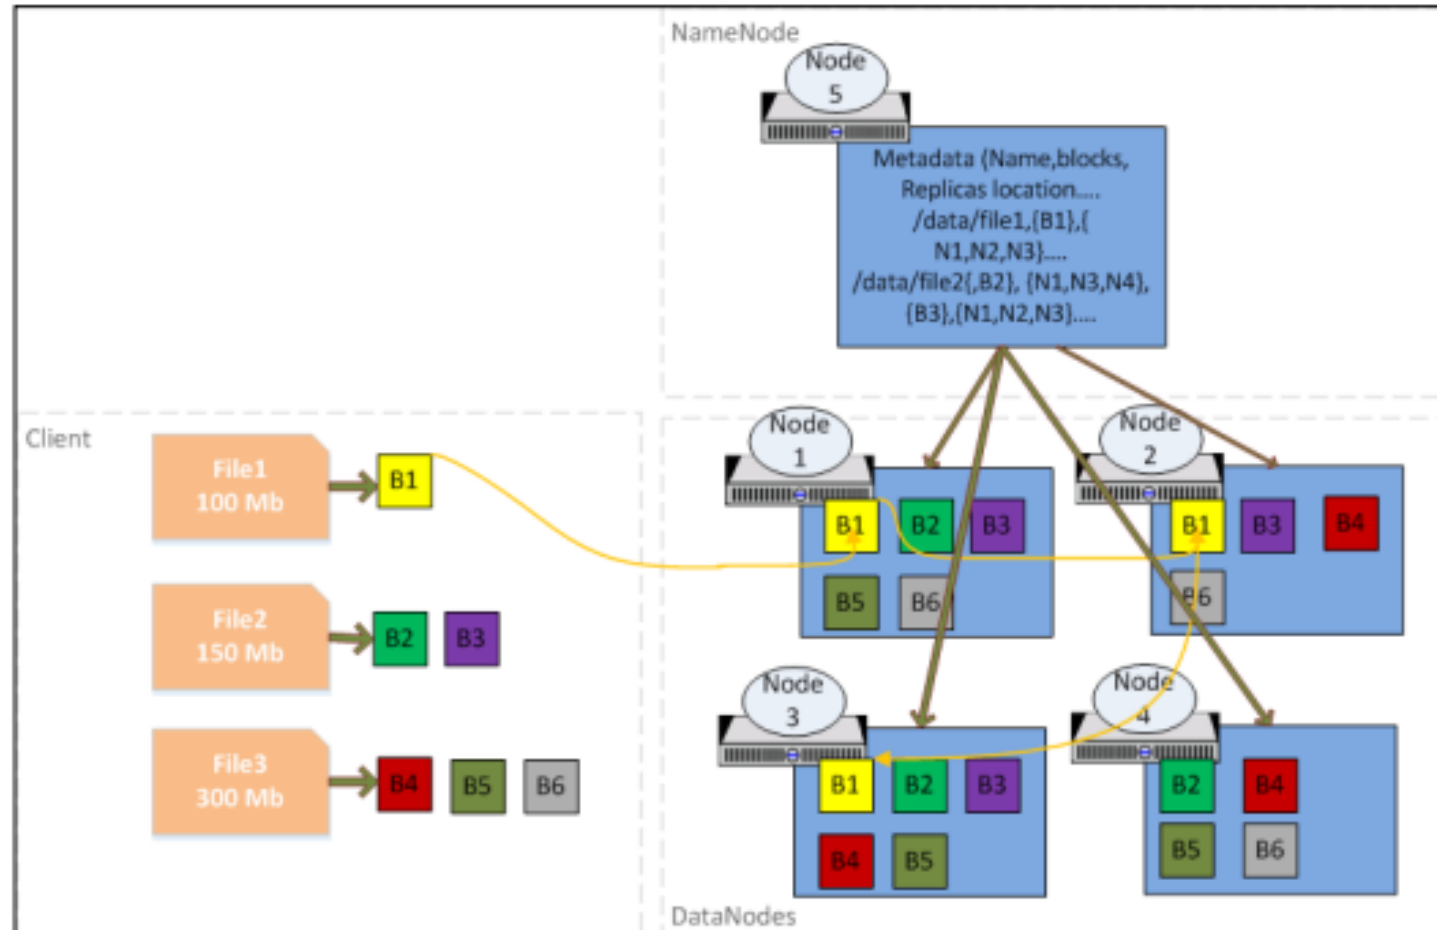 NameNode
Node
5
Metadata (Name,blocks,
Replicas location....
/data/file1,{B1},{
N1,N2,N3}....
/data/file2{,B2}, {N1,N3,N4},
{B3},{N1,N2,N3}....
Client
File1
100 Mb
B1
File2
150 Mb
B2 B3
File3
300 Mb
B4 B5 B6
Node
1
B1 B2 B3
B5 B6
Node
2
B1 B3 B4
B6
Node
3
B1 B2 B3
B4 B5
Node
4
B2 B4
B5 B6
DataNodes